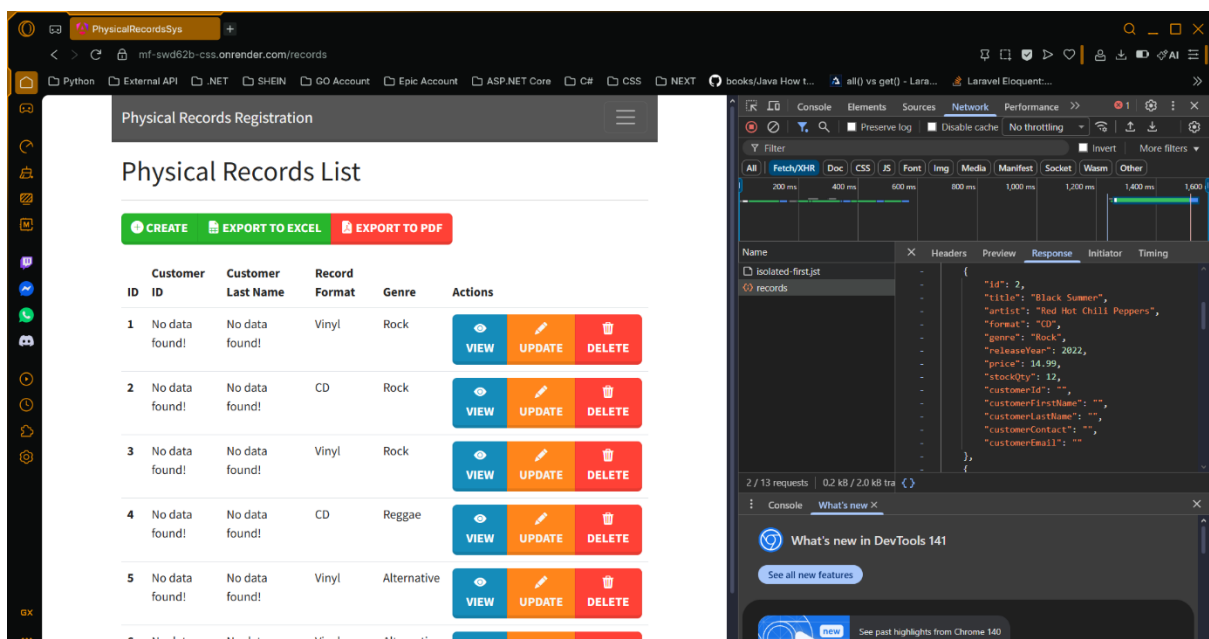 PhysicalRecordsSys
mf-swd62b-css.onrender.com/records
AI
Python External API .NET SHEIN GO Account Epic Account ASP.NET Core C# CSS NEXT books/Java How t... all() vs get() - Lara... Laravel Eloquent:...
Physical Records Registration
Physical Records List
CREATE EXPORT TO EXCEL EXPORT TO PDF
ID Customer ID Customer Last Name Record Format Genre Actions
1 No data found! No data found! Vinyl Rock VIEW UPDATE DELETE
2 No data found! No data found! CD Rock VIEW UPDATE DELETE
3 No data found! No data found! Vinyl Rock VIEW UPDATE DELETE
4 No data found! No data found! CD Reggae VIEW UPDATE DELETE
5 No data found! No data found! Vinyl Alternative VIEW UPDATE DELETE
GX
Console Elements Sources Network Performance 1
Preserve log Disable cache No throttling
Filter Invert More filters
All Fetch/XHR Doc CSS JS Font Img Media Manifest Socket Wasm Other
200 ms 400 ms 600 ms 800 ms 1,000 ms 1,200 ms 1,400 ms 1,600
Name Headers Preview Response Initiator Timing
isolated-first.jst
records
{
"id": 2,
"title": "Black Summer",
"artist": "Red Hot Chili Peppers",
"format": "CD",
"genre": "Rock",
"releaseYear": 2022,
"price": 14.99,
"stockQty": 12,
"customerId": "",
"customerFirstName": "",
"customerLastName": "",
"customerContact": "",
"customerEmail": ""
},
{
2 / 13 requests 0.2 kB / 2.0 kB tra {}
Console What's new
What's new in DevTools 141
See all new features
new See past highlights from Chrome 140